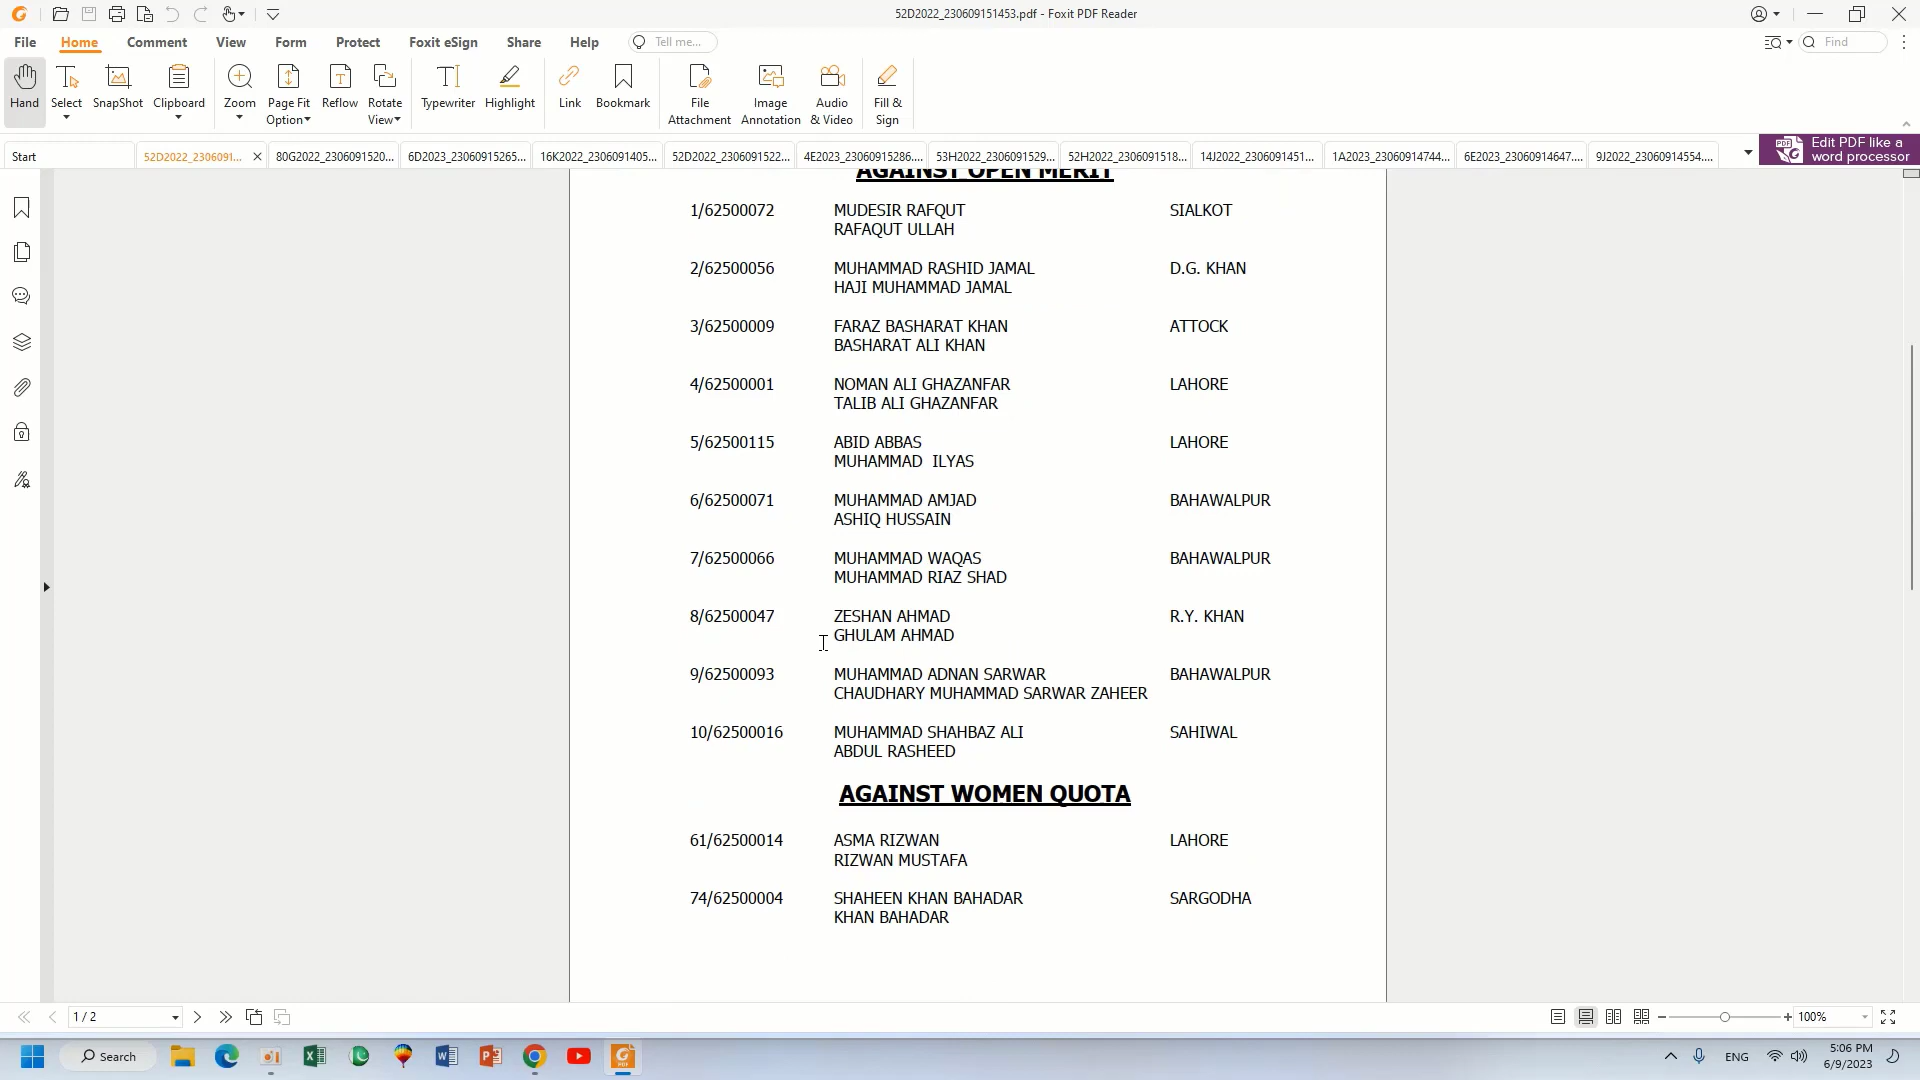 52D2022_230609151453.pdf - Foxit PDF Reader
File Home Comment View Form Protect Foxit eSign Share Help Tell me... Find
Hand Select SnapShot Clipboard Zoom Page Fit Option Reflow Rotate View Typewriter Highlight Link Bookmark File Attachment Image Annotation Audio & Video Fill & Sign
Start 52D2022_2306091... 80G2022_2306091520... 6D2023_23060915265... 16K2022_2306091405... 52D2022_2306091522... 4E2023_23060915286.... 53H2022_2306091529... 52H2022_2306091518... 14J2022_2306091451... 1A2023_23060914744... 6E2023_23060914647.... 9J2022_23060914554....
Edit PDF like a
word processor
AGAINST OPEN MERIT
1/62500072 MUDESIR RAFQUT SIALKOT
RAFAQUT ULLAH
2/62500056 MUHAMMAD RASHID JAMAL D.G. KHAN
HAJI MUHAMMAD JAMAL
3/62500009 FARAZ BASHARAT KHAN ATTOCK
BASHARAT ALI KHAN
4/62500001 NOMAN ALI GHAZANFAR LAHORE
TALIB ALI GHAZANFAR
5/62500115 ABID ABBAS LAHORE
MUHAMMAD ILYAS
6/62500071 MUHAMMAD AMJAD BAHAWALPUR
ASHIQ HUSSAIN
7/62500066 MUHAMMAD WAQAS BAHAWALPUR
MUHAMMAD RIAZ SHAD
8/62500047 ZESHAN AHMAD R.Y. KHAN
GHULAM AHMAD
9/62500093 MUHAMMAD ADNAN SARWAR BAHAWALPUR
CHAUDHARY MUHAMMAD SARWAR ZAHEER
10/62500016 MUHAMMAD SHAHBAZ ALI SAHIWAL
ABDUL RASHEED
AGAINST WOMEN QUOTA
61/62500014 ASMA RIZWAN LAHORE
RIZWAN MUSTAFA
74/62500004 SHAHEEN KHAN BAHADAR SARGODHA
KHAN BAHADAR
1 / 2 100%
Search ENG 5:06 PM
6/9/2023